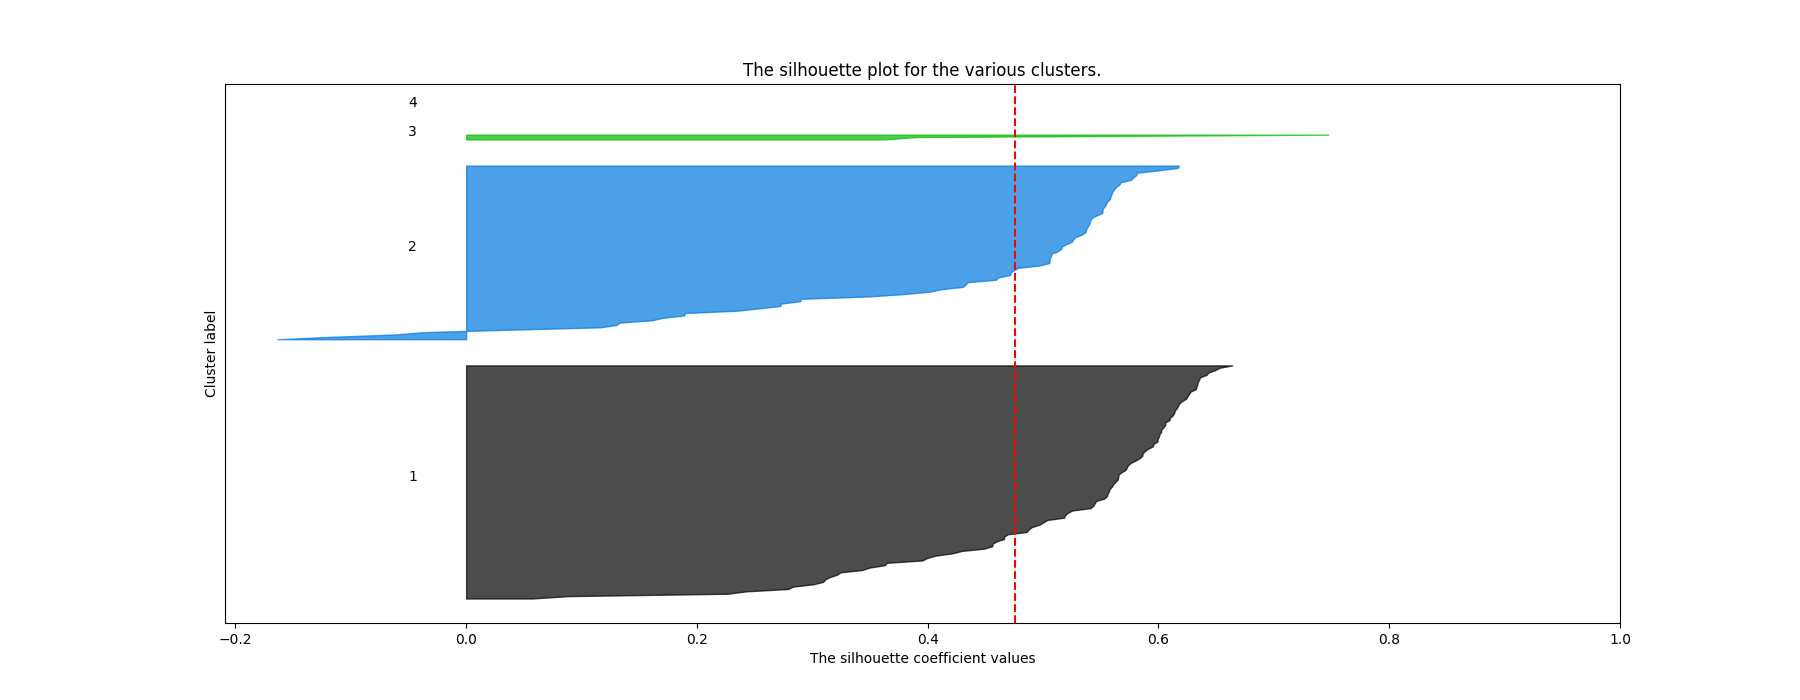 The silhouette plot for the various clusters.
4
3
2
1
Cluster label
−0.2 0.0 0.2 0.4 0.6 0.8 1.0
The silhouette coefficient values